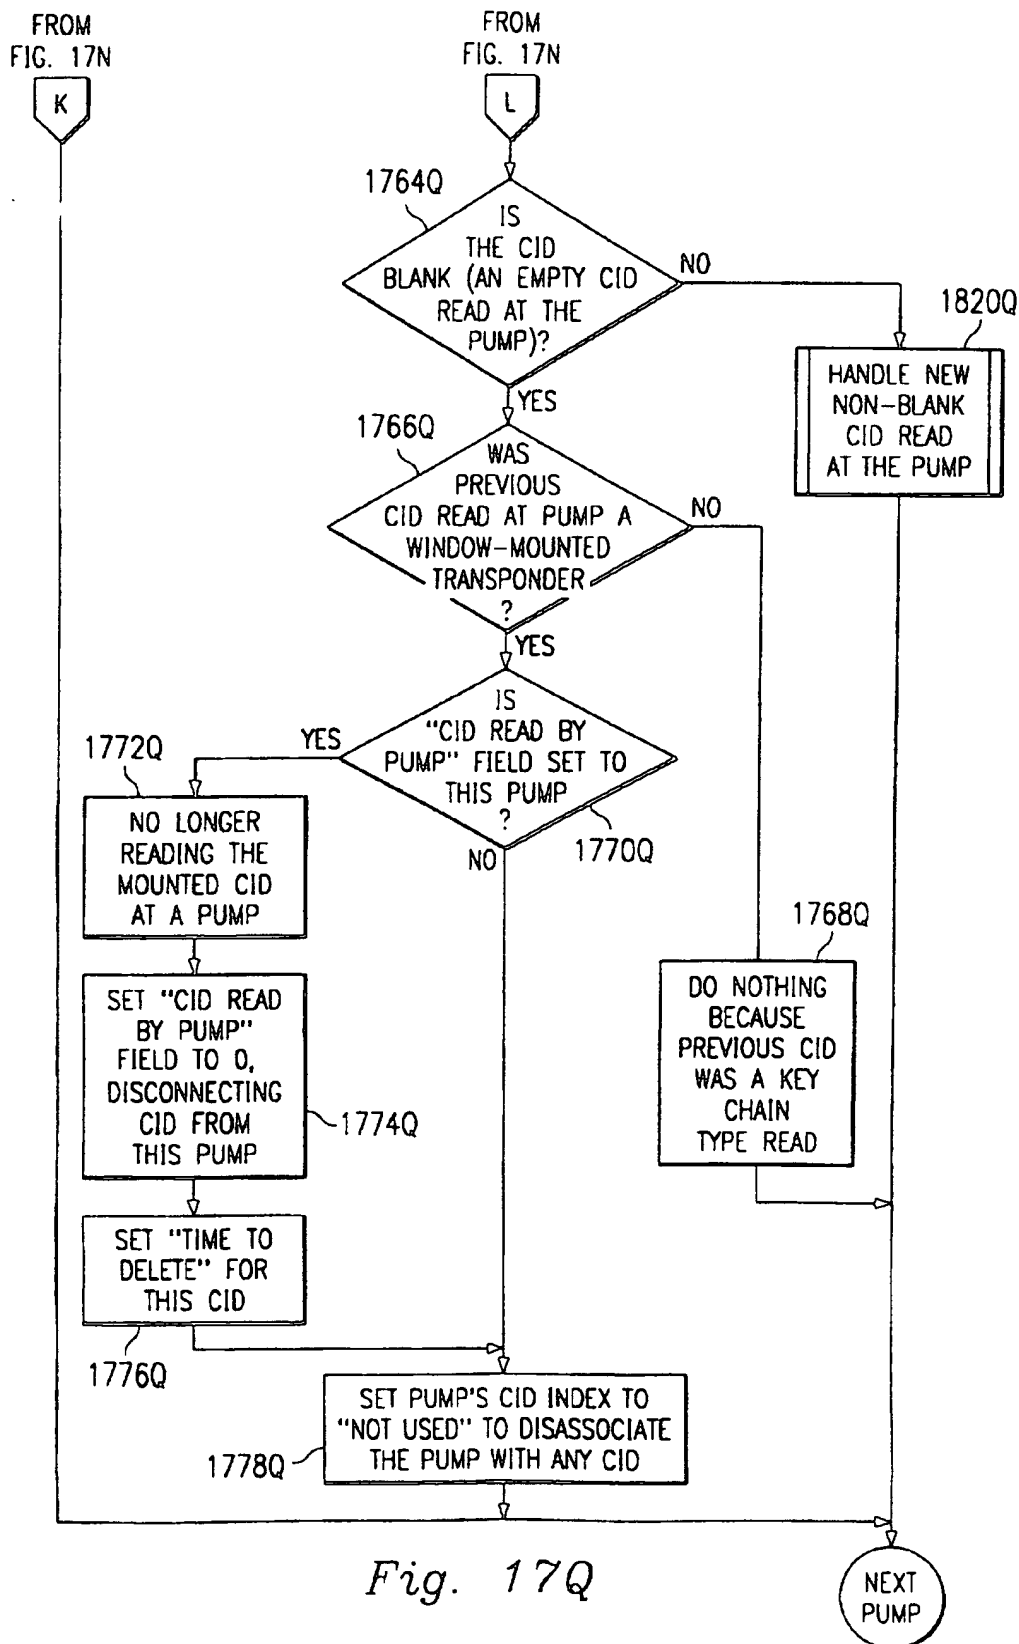 FROM
FIG. 17N
K
FROM
FIG. 17N
L
1764Q
IS
THE CID
BLANK (AN EMPTY CID
READ AT THE
PUMP)?
NO
YES
1820Q
HANDLE NEW
NON-BLANK
CID READ
AT THE PUMP
1766Q
WAS
PREVIOUS
CID READ AT PUMP A
WINDOW-MOUNTED
TRANSPONDER
?
NO
YES
IS
"CID READ BY
PUMP" FIELD SET TO
THIS PUMP
?
YES
NO
1770Q
1772Q
NO LONGER
READING THE
MOUNTED CID
AT A PUMP
1768Q
DO NOTHING
BECAUSE
PREVIOUS CID
WAS A KEY
CHAIN
TYPE READ
SET "CID READ
BY PUMP"
FIELD TO 0,
DISCONNECTING
CID FROM
THIS PUMP
1774Q
SET "TIME TO
DELETE" FOR
THIS CID
1776Q
SET PUMP'S CID INDEX TO
"NOT USED" TO DISASSOCIATE
THE PUMP WITH ANY CID
1778Q
NEXT
PUMP
Fig. 17Q